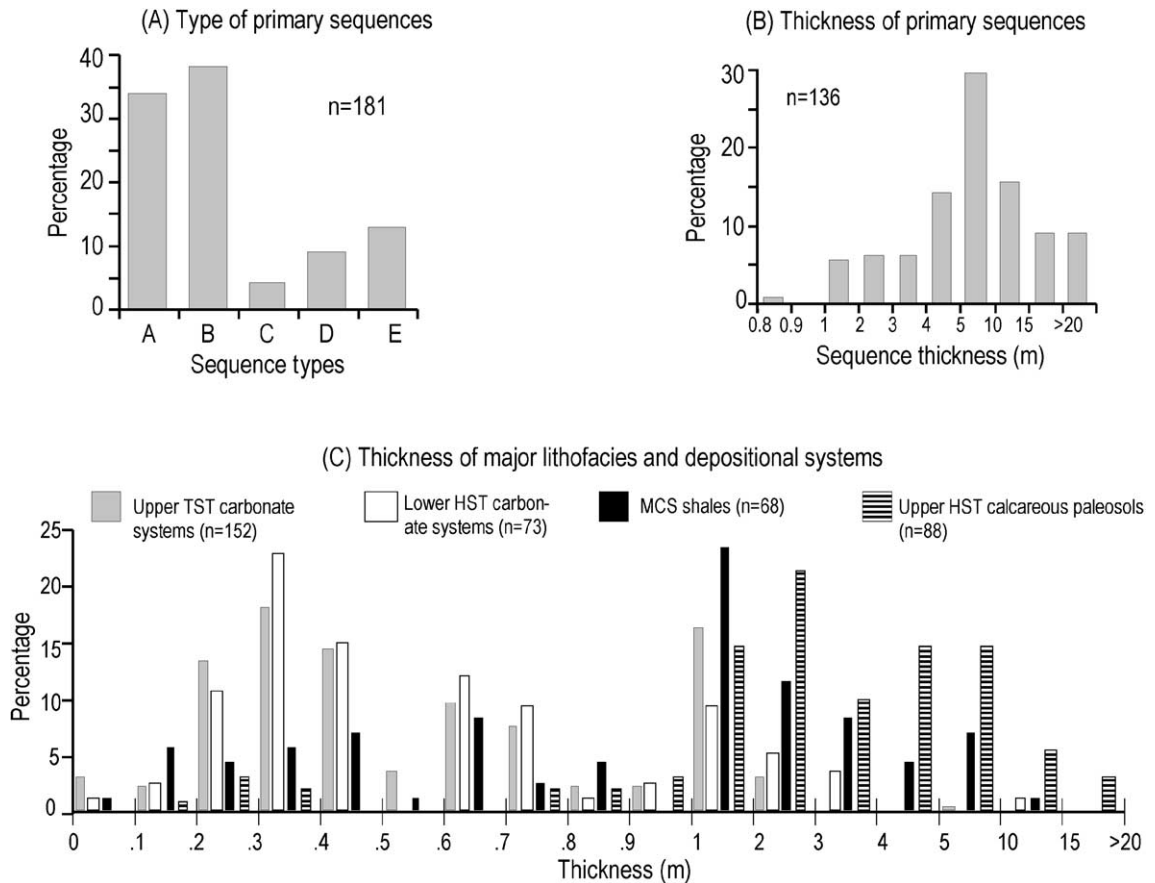 (A) Type of primary sequences
40
30
20
10
0
Percentage
n=181
A B C D E
Sequence types
(B) Thickness of primary sequences
30
20
10
0
Percentage
n=136
0.8 0.9 1 2 3 4 5 10 15 >20
Sequence thickness (m)
(C) Thickness of major lithofacies and depositional systems
Upper TST carbonate
systems (n=152)
Lower HST carbon-
ate systems (n=73)
MCS shales (n=68)
Upper HST calcareous paleosols
(n=88)
25
20
15
10
5
0
Percentage
0 .1 .2 .3 .4 .5 .6 .7 .8 .9 1 2 3 4 5 10 15 >20
Thickness (m)